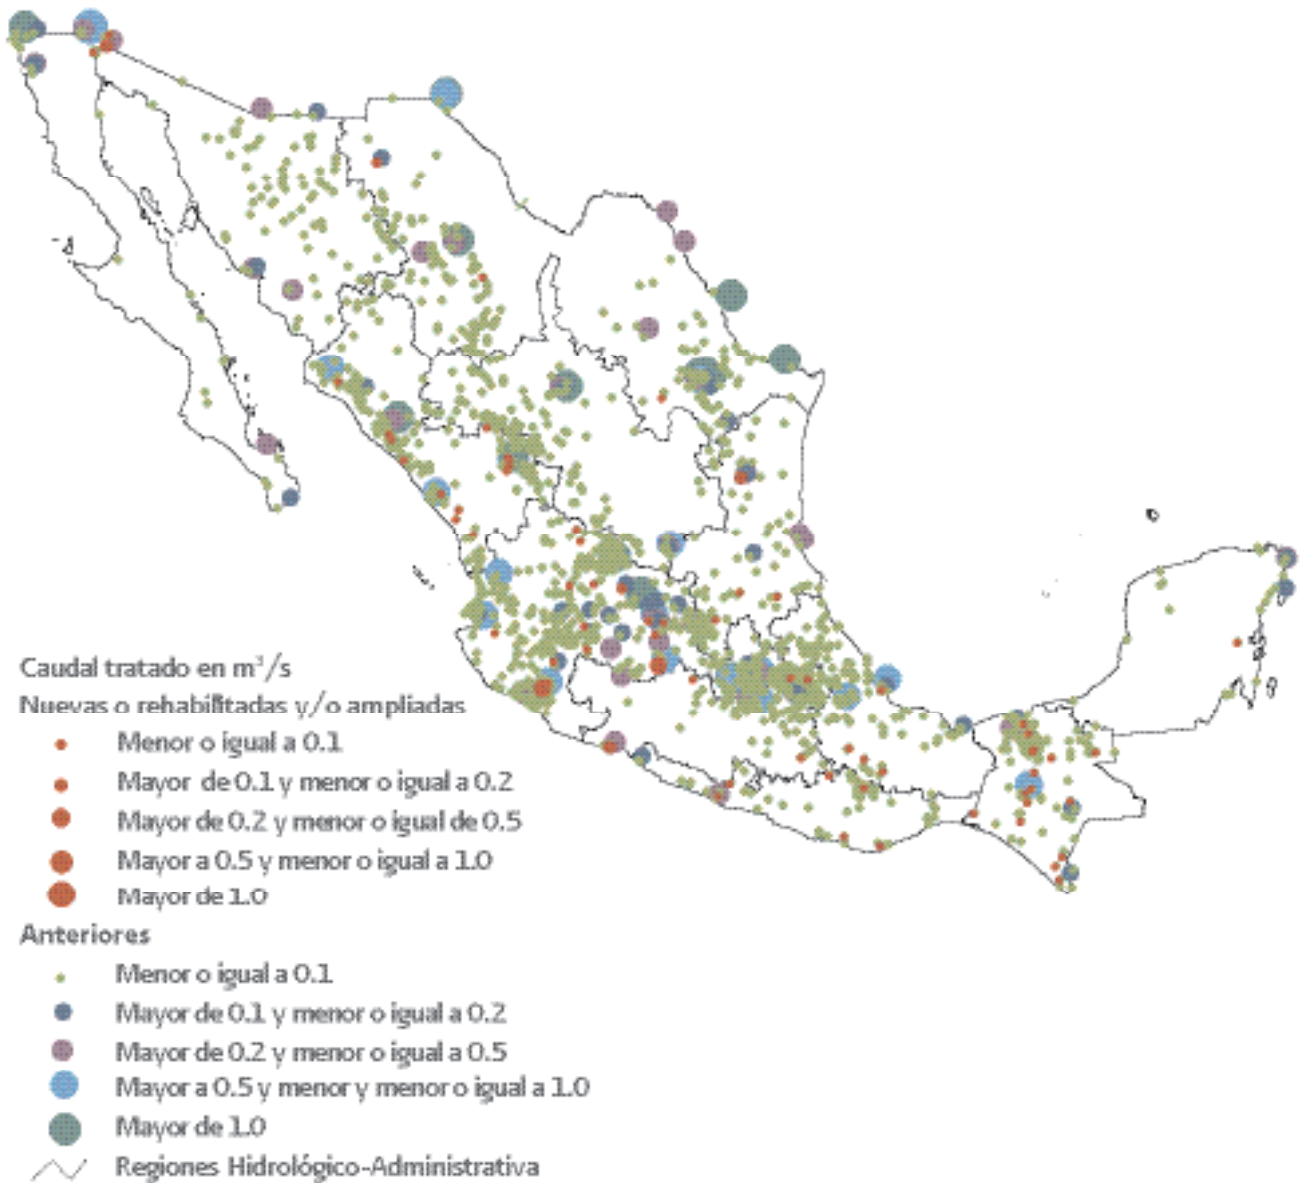 Caudal tratado en m³/s
Nuevas o rehabilitadas y/o ampliadas
Menor o igual a 0.1
Mayor de 0.1 y menor o igual a 0.2
Mayor de 0.2 y menor o igual de 0.5
Mayor a 0.5 y menor o igual a 1.0
Mayor de 1.0
Anteriores
Menor o igual a 0.1
Mayor de 0.1 y menor o igual a 0.2
Mayor de 0.2 y menor o igual a 0.5
Mayor a 0.5 y menor y menor o igual a 1.0
Mayor de 1.0
Regiones Hidrológico-Administrativa